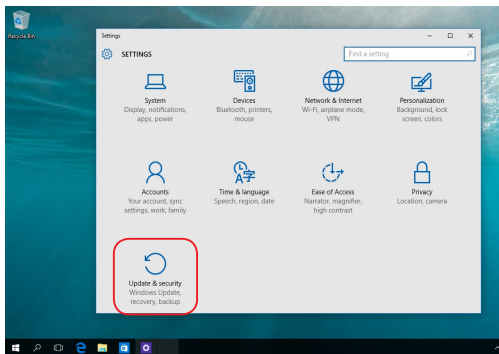 Recycle Bin
Settings
SETTINGS
Find a setting
System
Display, notifications,
apps, power
Devices
Bluetooth, printers,
mouse
Network & Internet
Wi-Fi, airplane mode,
VPN
Personalization
Background, lock
screen, colors
Accounts
Your account, sync
settings, work, family
Time & language
Speech, region, date
Ease of Access
Narrator, magnifier,
high contrast
Privacy
Location, camera
Update & security
Windows Update,
recovery, backup